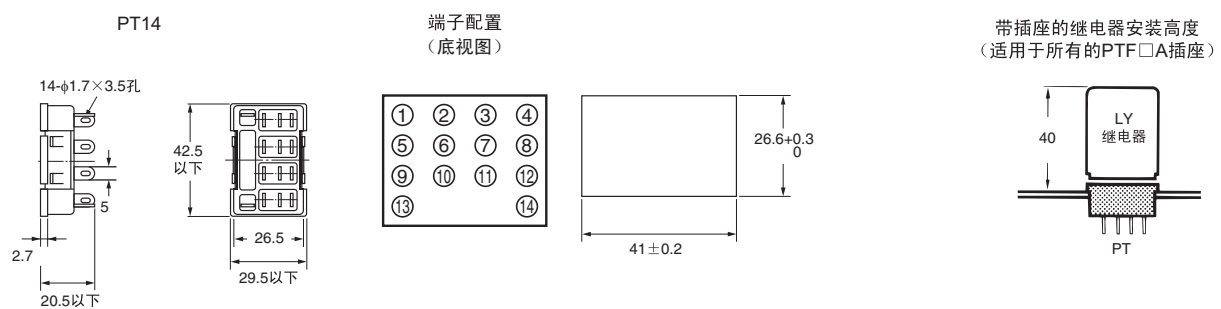 PT14
14-φ1.7×3.5孔
5
2.7
20.5以下
42.5
以下
26.5
29.5以下
端子配置
（底视图）
① ② ③ ④
⑤ ⑥ ⑦ ⑧
⑨ ⑩ ⑪ ⑫
⑬ ⑭
26.6+0.3
0
41±0.2
带插座的继电器安装高度
（适用于所有的PTF□A插座）
40
LY
继电器
PT